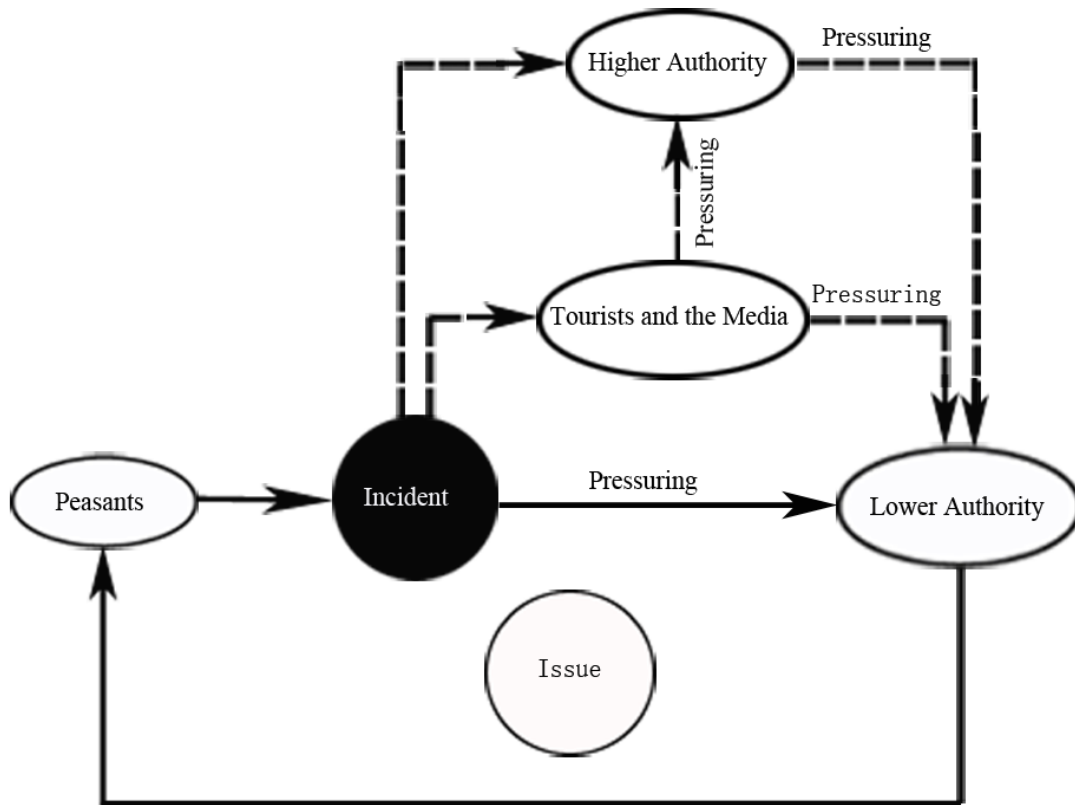 Pressuring
Higher Authority
Pressuring
Pressuring
Tourists and the Media
Peasants
Incident
Pressuring
Lower Authority
Issue